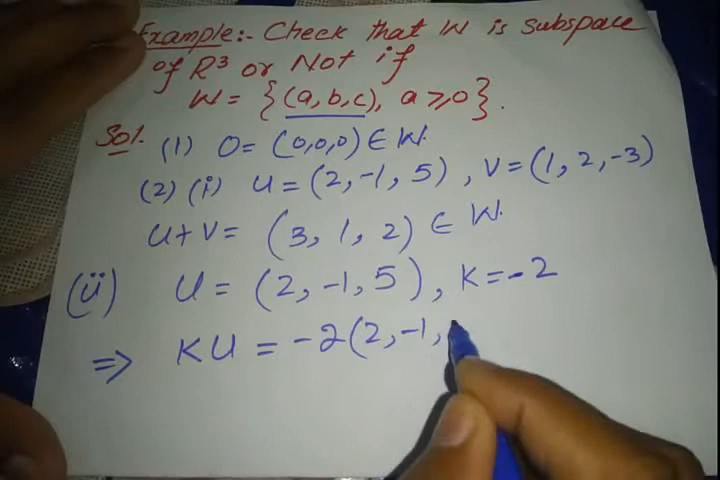 Example:- Check that W is subspace
of R³ or Not if
W = {(a, b, c), a ≥ 0}.
Sol. (1) 0 = (0,0,0) ∈ W.
(2) (i) U = (2, -1, 5), V = (1, 2, -3)
U + V = (3, 1, 2) ∈ W.
(ii) U = (2, -1, 5), K = -2
⇒ KU = -2(2, -1,